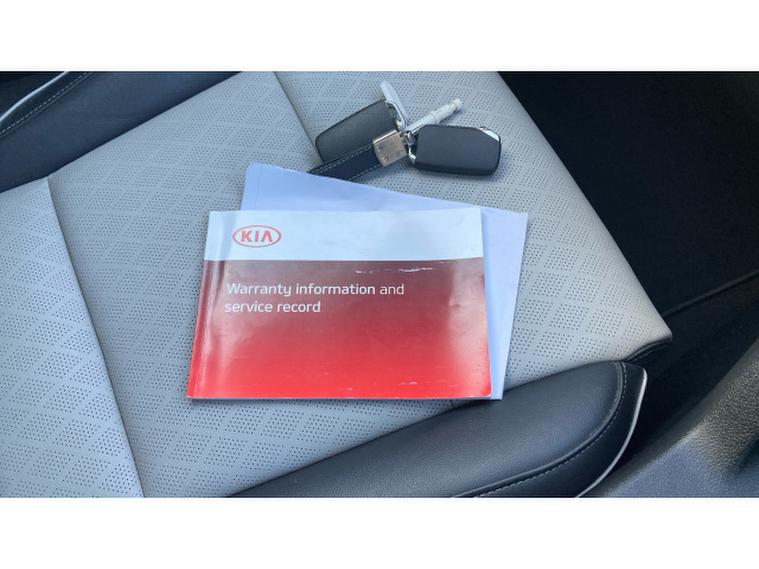 KIA
Warranty information and
service record